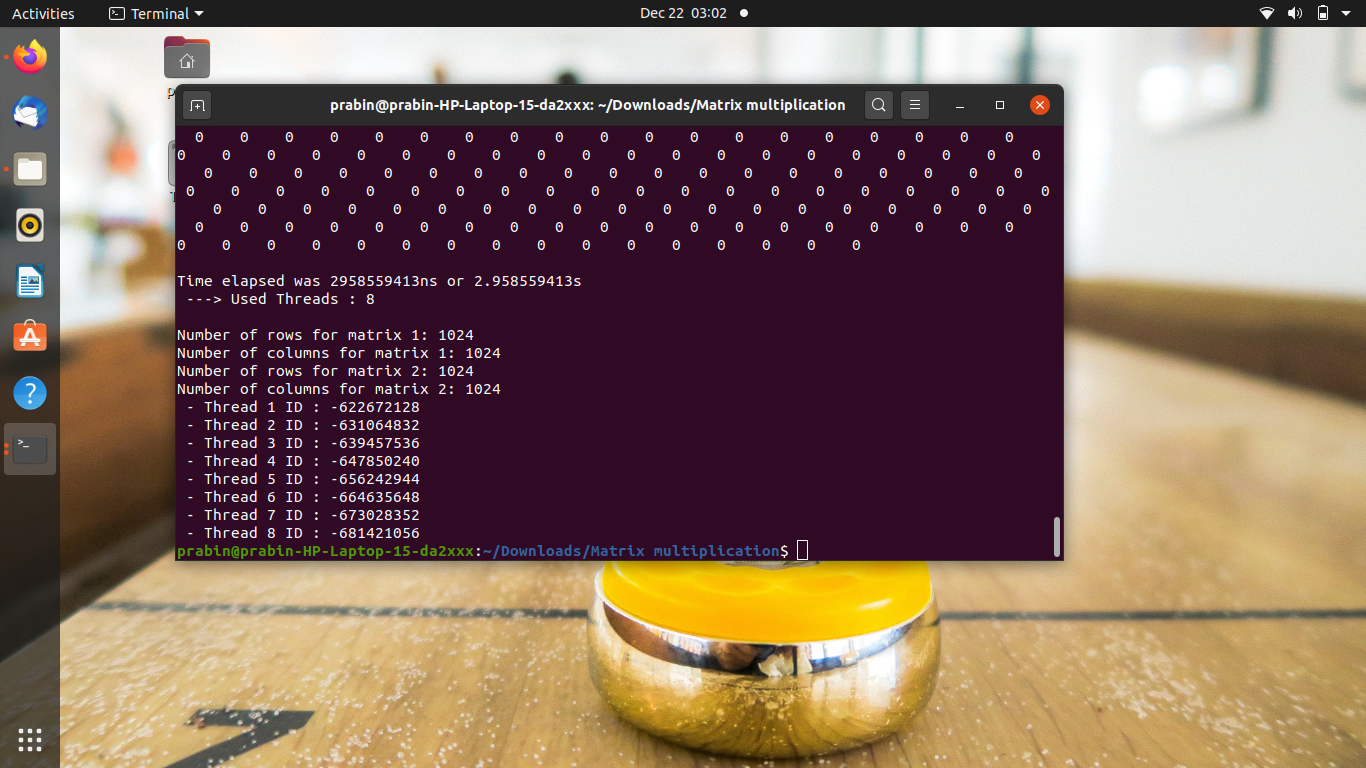 Activities
Terminal
Dec 22 03:02
prabin@prabin-HP-Laptop-15-da2xxx: ~/Downloads/Matrix multiplication
0 0 0 0 0 0 0 0 0 0 0 0 0 0 0 0 0 0 0
0 0 0 0 0 0 0 0 0 0 0 0 0 0 0 0 0 0 0 0
0 0 0 0 0 0 0 0 0 0 0 0 0 0 0 0 0 0 0
0 0 0 0 0 0 0 0 0 0 0 0 0 0 0 0 0 0 0 0
0 0 0 0 0 0 0 0 0 0 0 0 0 0 0 0 0 0 0
0 0 0 0 0 0 0 0 0 0 0 0 0 0 0 0 0 0 0
0 0 0 0 0 0 0 0 0 0 0 0 0 0 0 0
Time elapsed was 2958559413ns or 2.958559413s
---> Used Threads : 8
Number of rows for matrix 1: 1024
Number of columns for matrix 1: 1024
Number of rows for matrix 2: 1024
Number of columns for matrix 2: 1024
- Thread 1 ID : -622672128
- Thread 2 ID : -631064832
- Thread 3 ID : -639457536
- Thread 4 ID : -647850240
- Thread 5 ID : -656242944
- Thread 6 ID : -664635648
- Thread 7 ID : -673028352
- Thread 8 ID : -681421056
prabin@prabin-HP-Laptop-15-da2xxx:~/Downloads/Matrix multiplication$